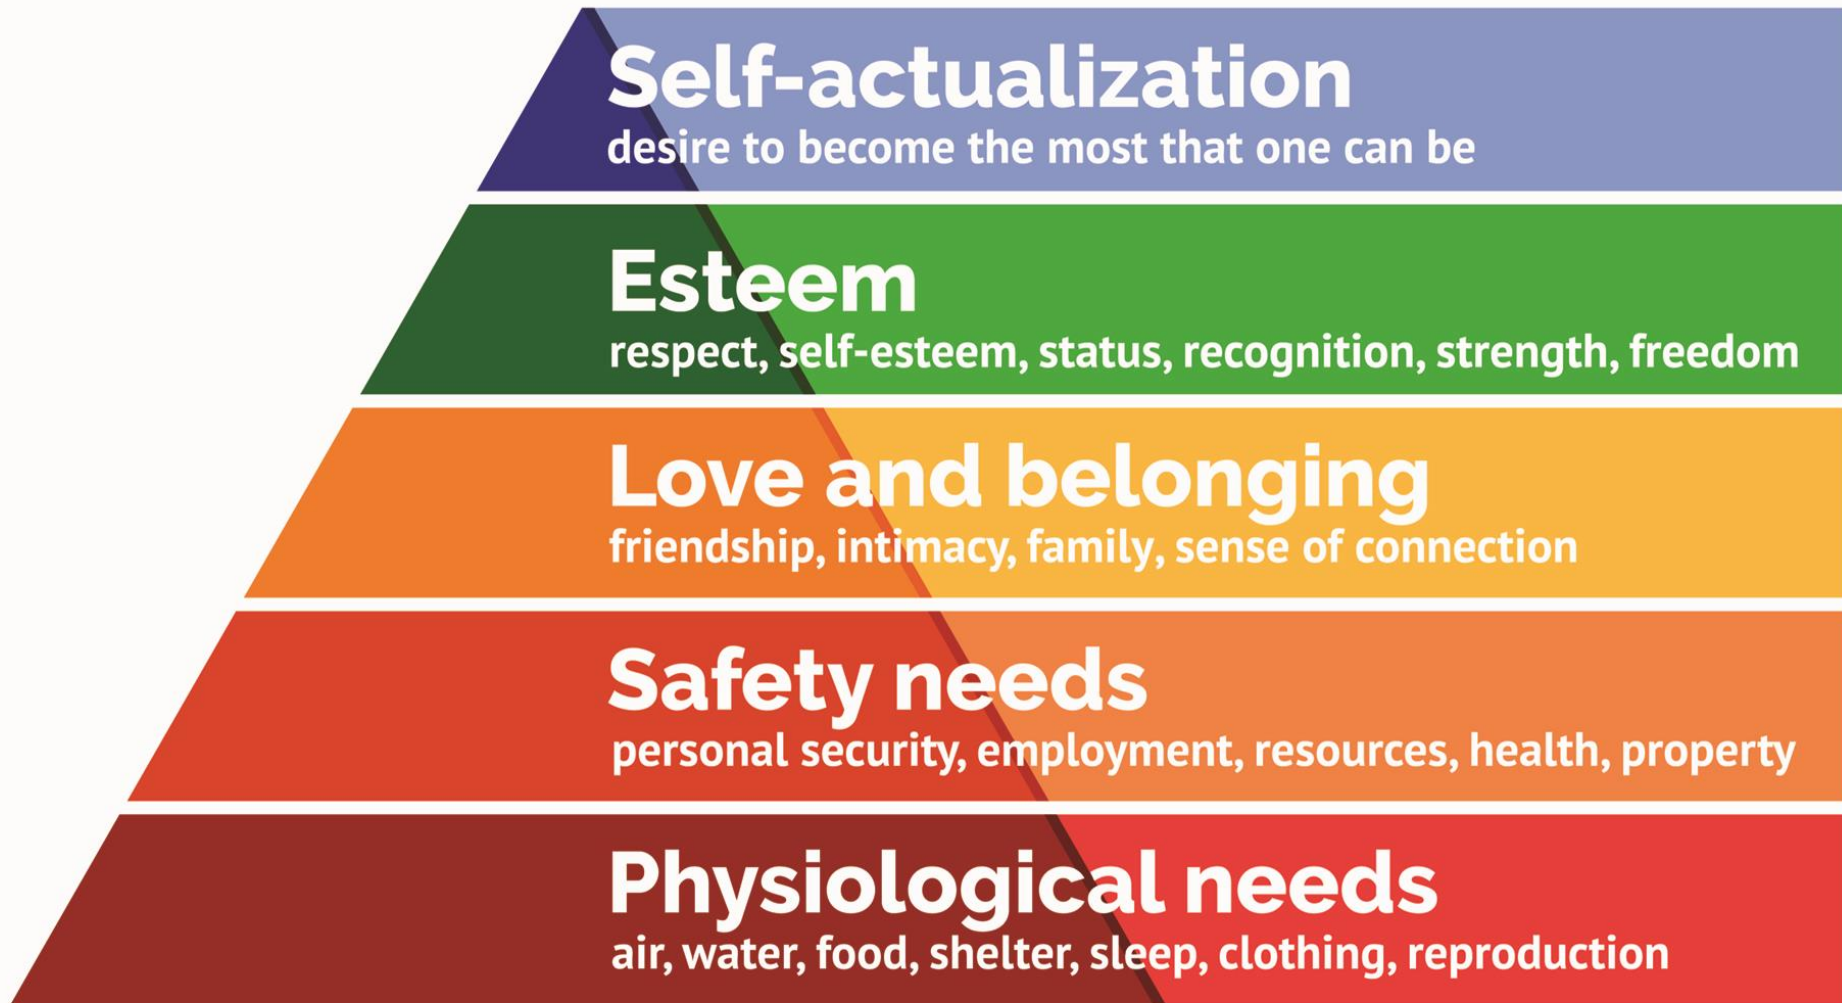 Self-actualization
desire to become the most that one can be
Esteem
respect, self-esteem, status, recognition, strength, freedom
Love and belonging
friendship, intimacy, family, sense of connection
Safety needs
personal security, employment, resources, health, property
Physiological needs
air, water, food, shelter, sleep, clothing, reproduction